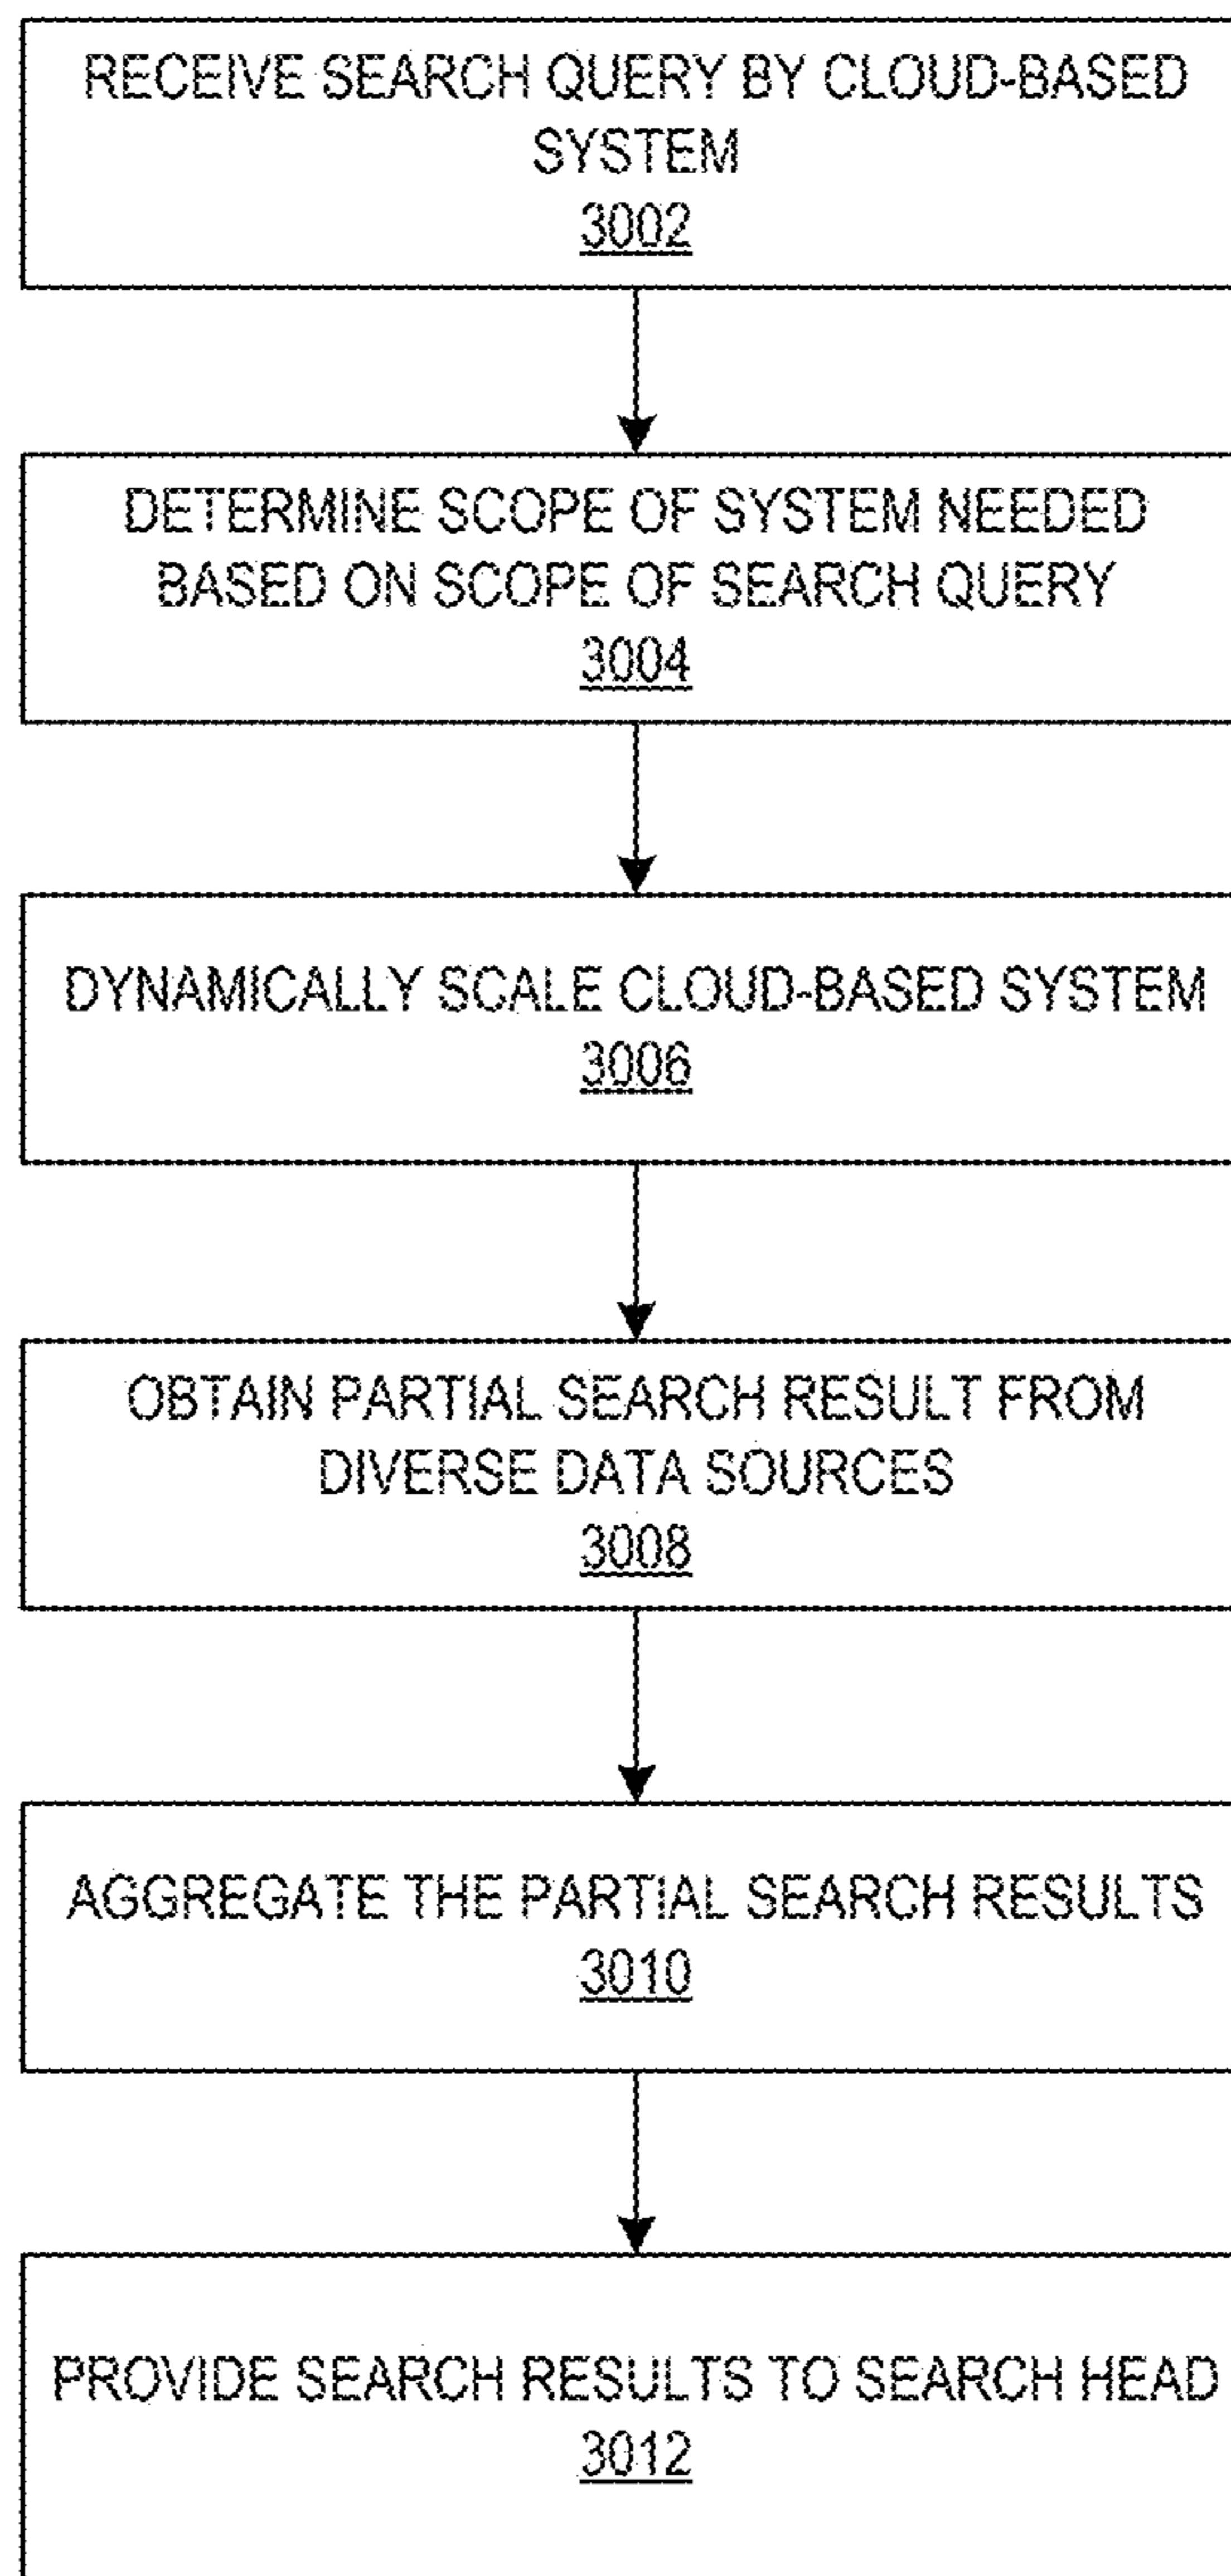 RECEIVE SEARCH QUERY BY CLOUD-BASED
SYSTEM
3002
DETERMINE SCOPE OF SYSTEM NEEDED
BASED ON SCOPE OF SEARCH QUERY
3004
DYNAMICALLY SCALE CLOUD-BASED SYSTEM
3006
OBTAIN PARTIAL SEARCH RESULT FROM
DIVERSE DATA SOURCES
3008
AGGREGATE THE PARTIAL SEARCH RESULTS
3010
PROVIDE SEARCH RESULTS TO SEARCH HEAD
3012